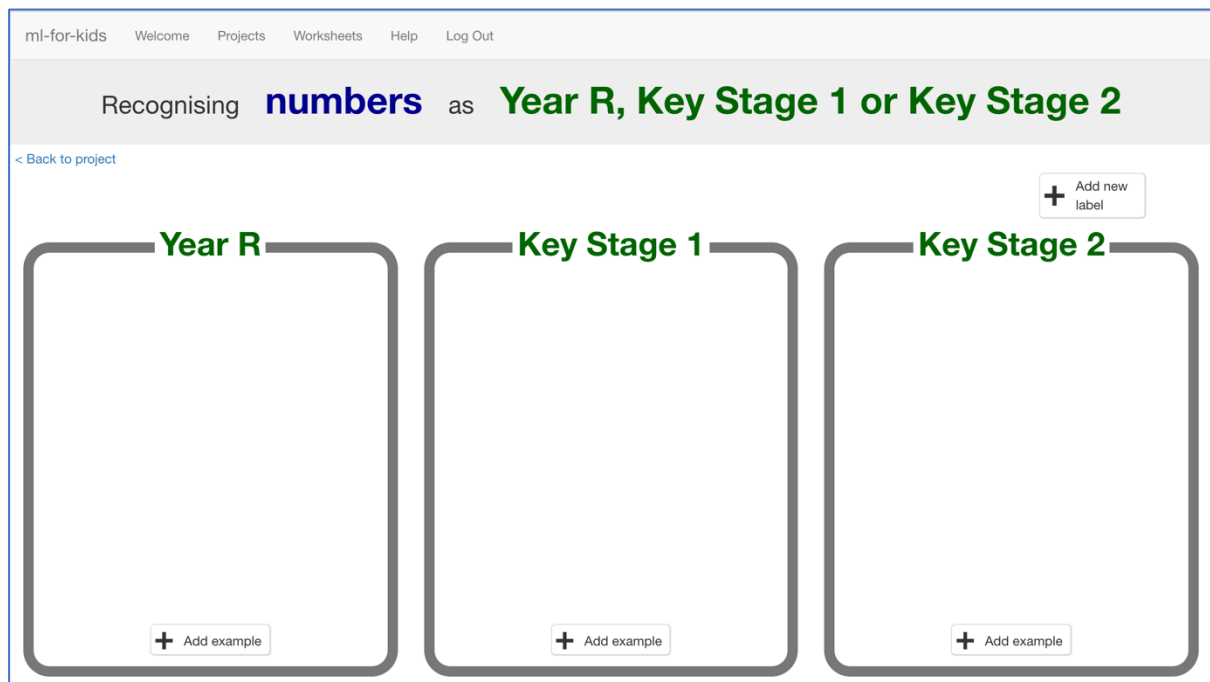 ml-for-kids Welcome Projects Worksheets Help Log Out
Recognising numbers as Year R, Key Stage 1 or Key Stage 2
< Back to project
+ Add new
label
Year R Key Stage 1 Key Stage 2
+ Add example + Add example + Add example